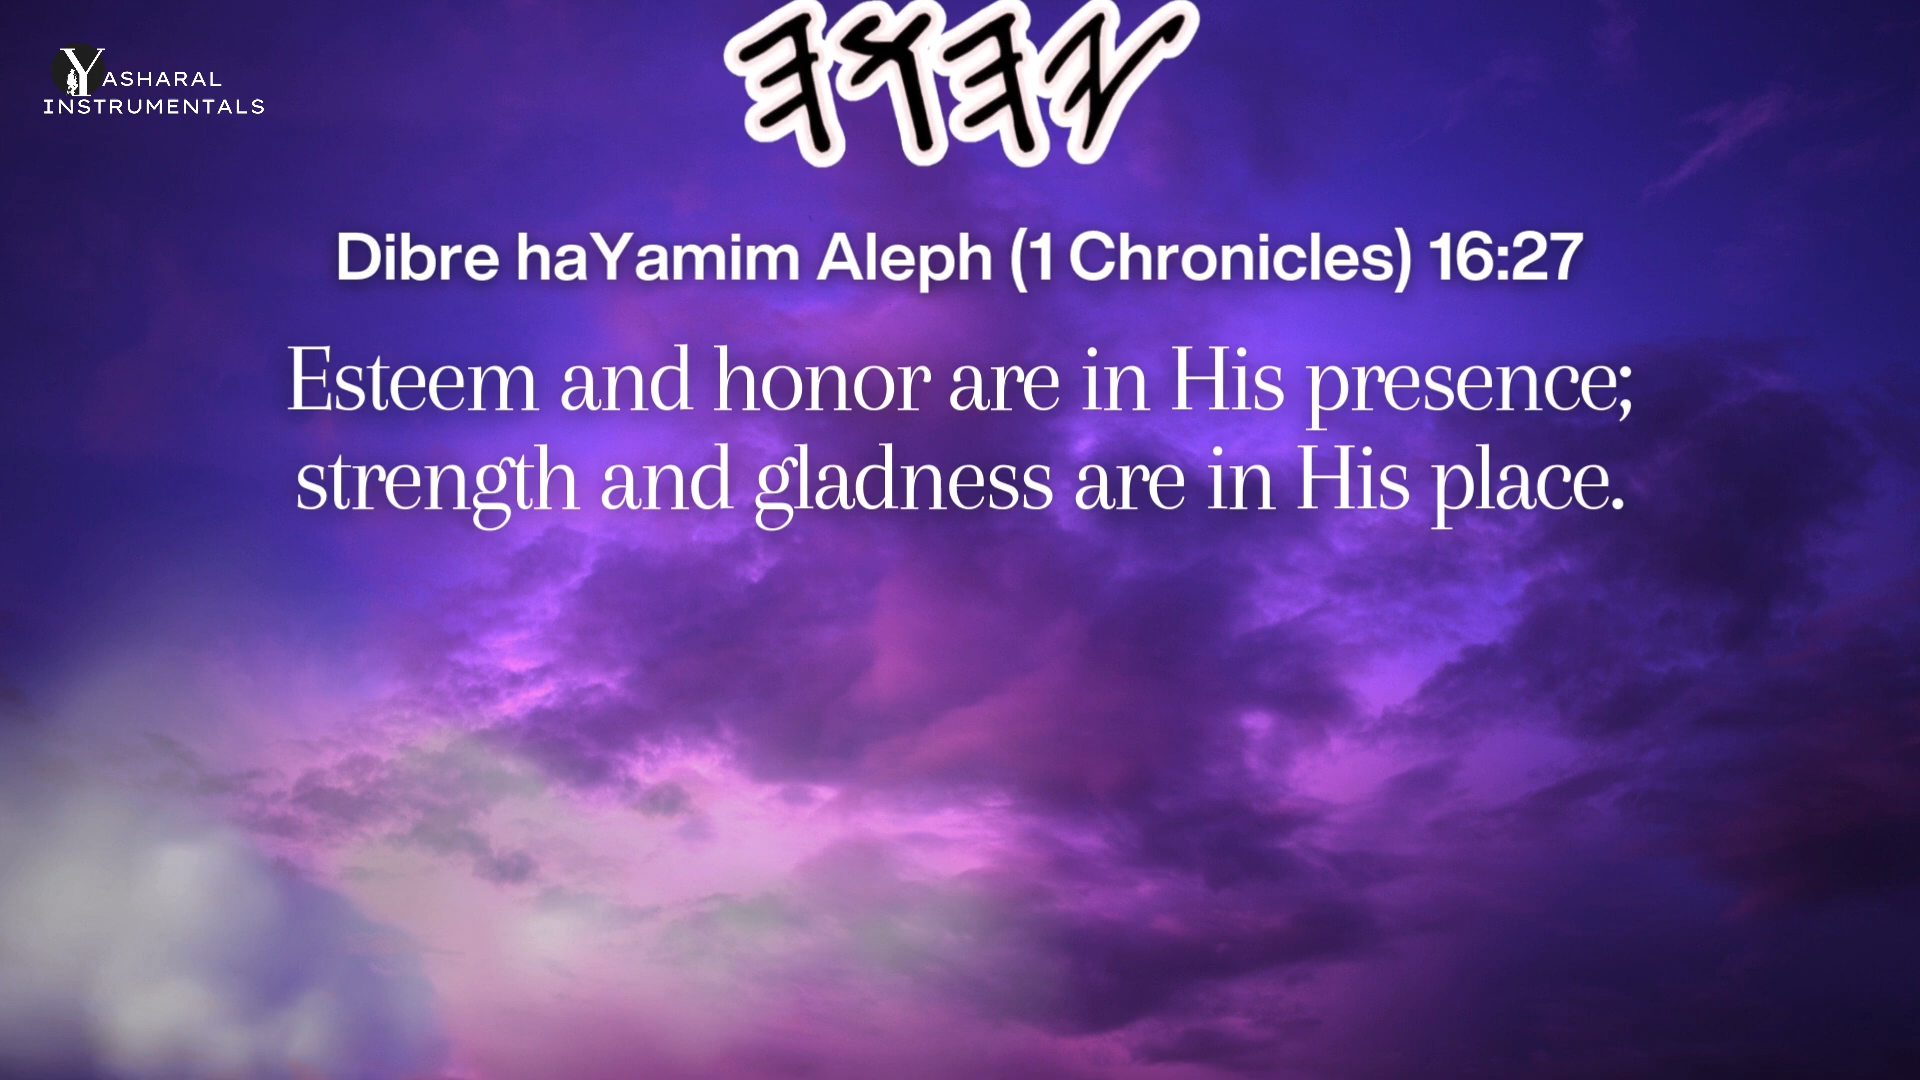 𐤉𐤄𐤅𐤄
YASHARAL
INSTRUMENTALS
Dibre haYamim Aleph (1 Chronicles) 16:27
Esteem and honor are in His presence;
strength and gladness are in His place.